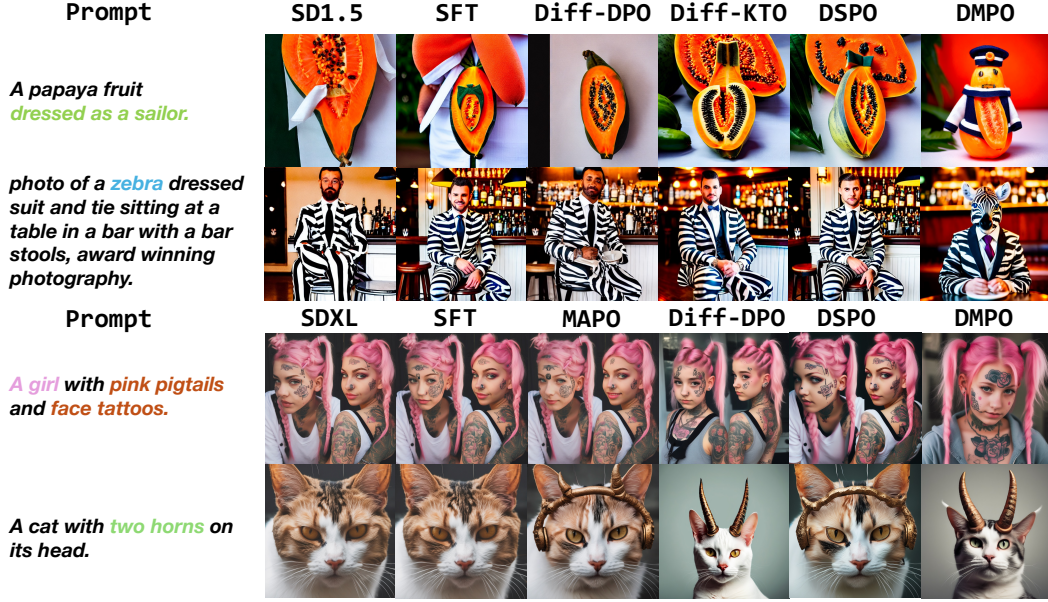 Prompt SD1.5 SFT Diff-DPO Diff-KTO DSPO DMPO
A papaya fruit
dressed as a sailor.
photo of a zebra dressed
suit and tie sitting at a
table in a bar with a bar
stools, award winning
photography.
Prompt SDXL SFT MAPO Diff-DPO DSPO DMPO
A girl with pink pigtails
and face tattoos.
A cat with two horns on
its head.